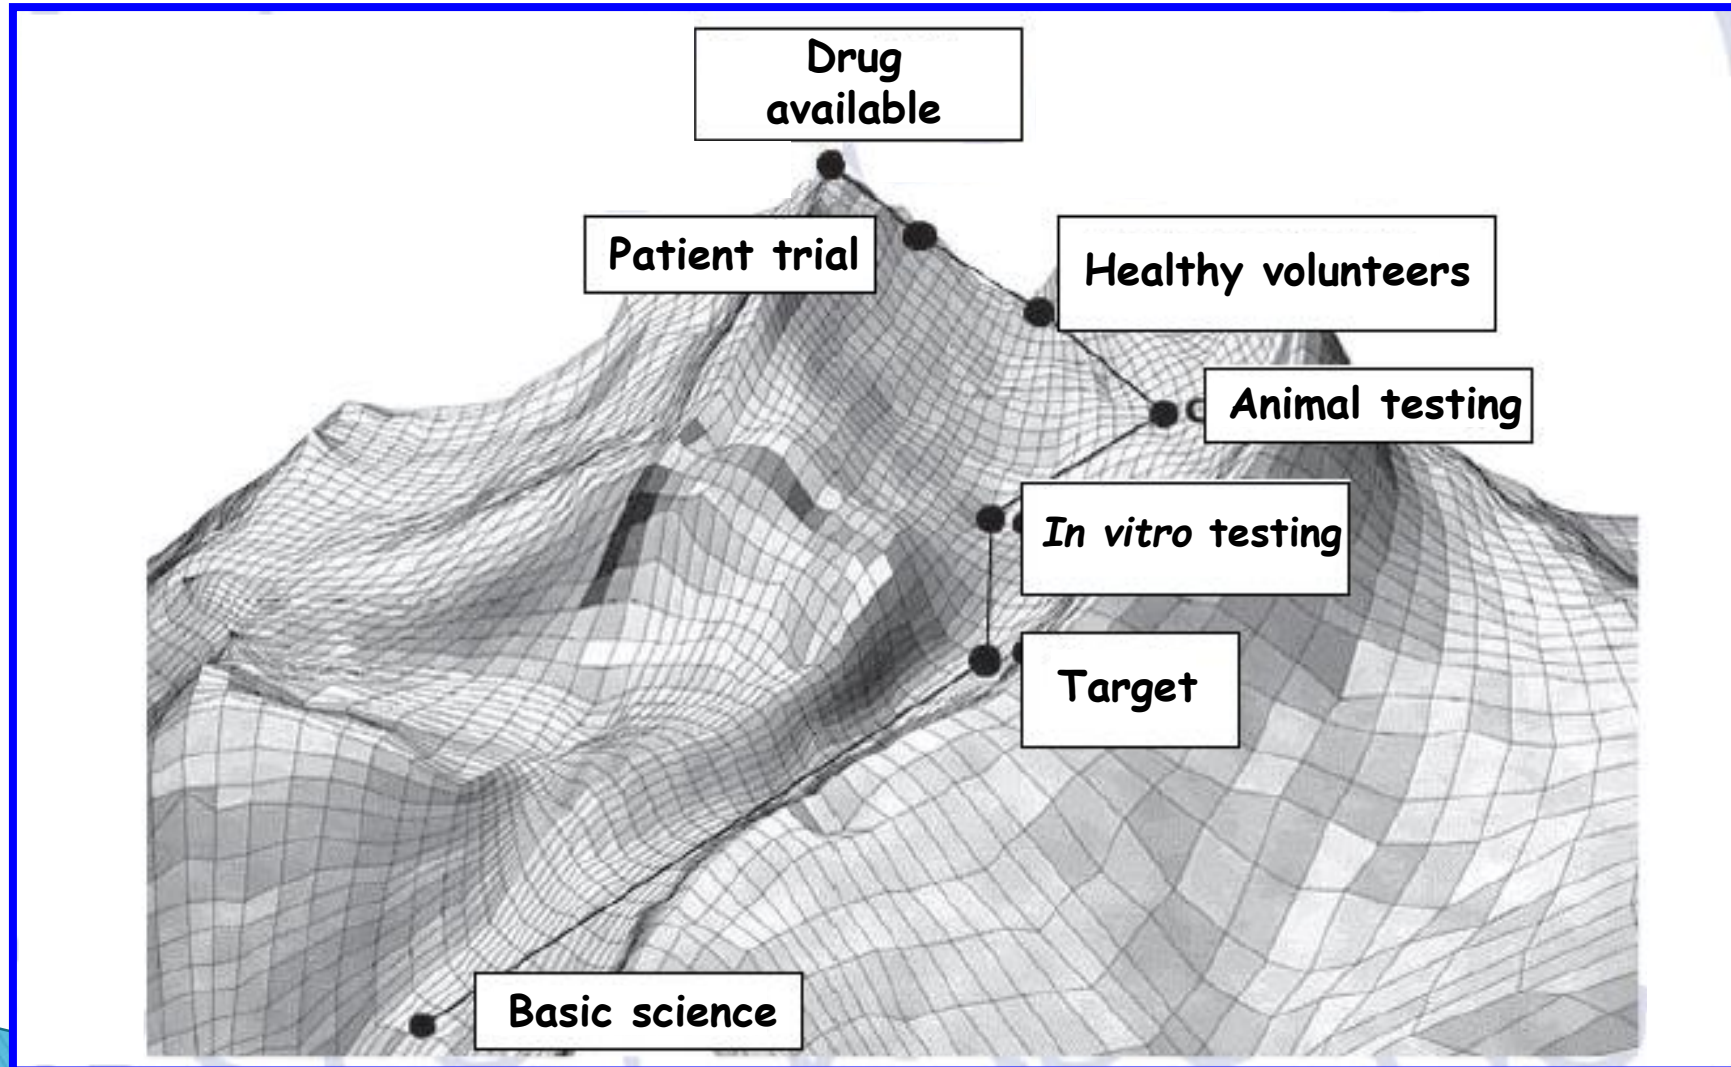 Drug
available
Patient trial
Healthy volunteers
Animal testing
In vitro testing
Target
Basic science